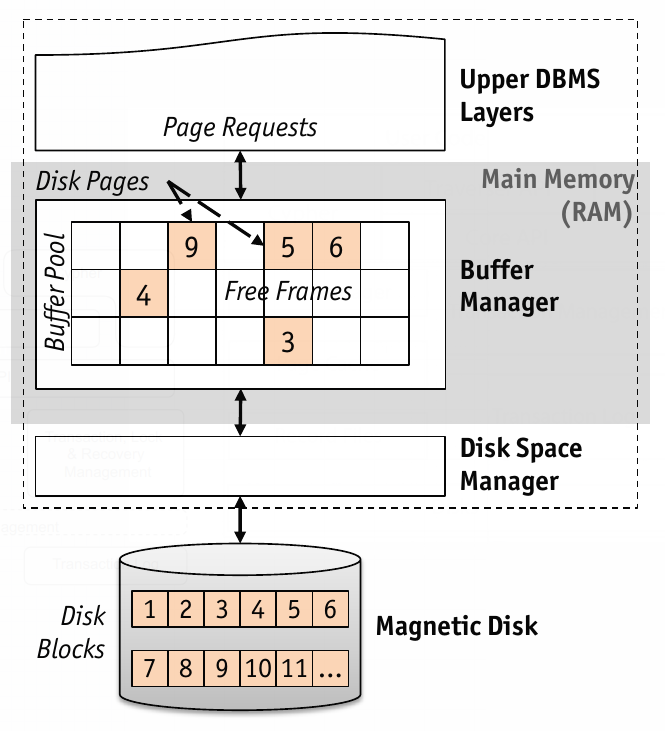 Upper DBMS
Layers
Page Requests
Disk Pages
Main Memory
(RAM)
Buffer Pool
9 5 6
4 Free Frames
3
Buffer
Manager
Disk Space
Manager
Disk
Blocks
1 2 3 4 5 6
7 8 9 10 11 ...
Magnetic Disk
& Recovery
Management